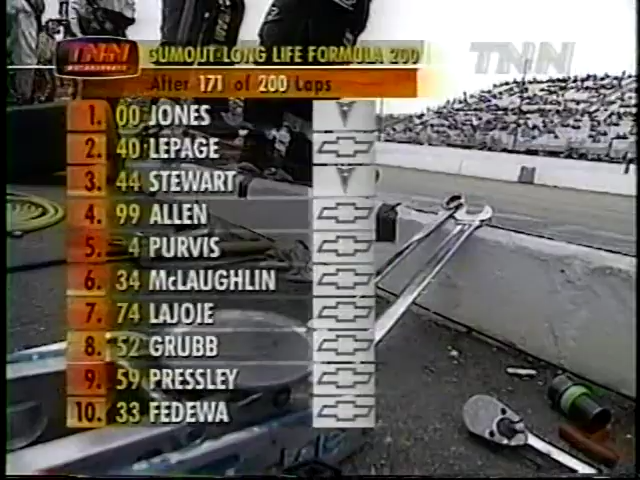 TNN
GUMOUT LONG LIFE FORMULA 200
TNN
After 171 of 200 Laps
1. 00 JONES
2. 40 LEPAGE
3. 44 STEWART
4. 99 ALLEN
5. 4 PURVIS
6. 34 McLAUGHLIN
7. 74 LAJOIE
8. 52 GRUBB
9. 59 PRESSLEY
10. 33 FEDEWA